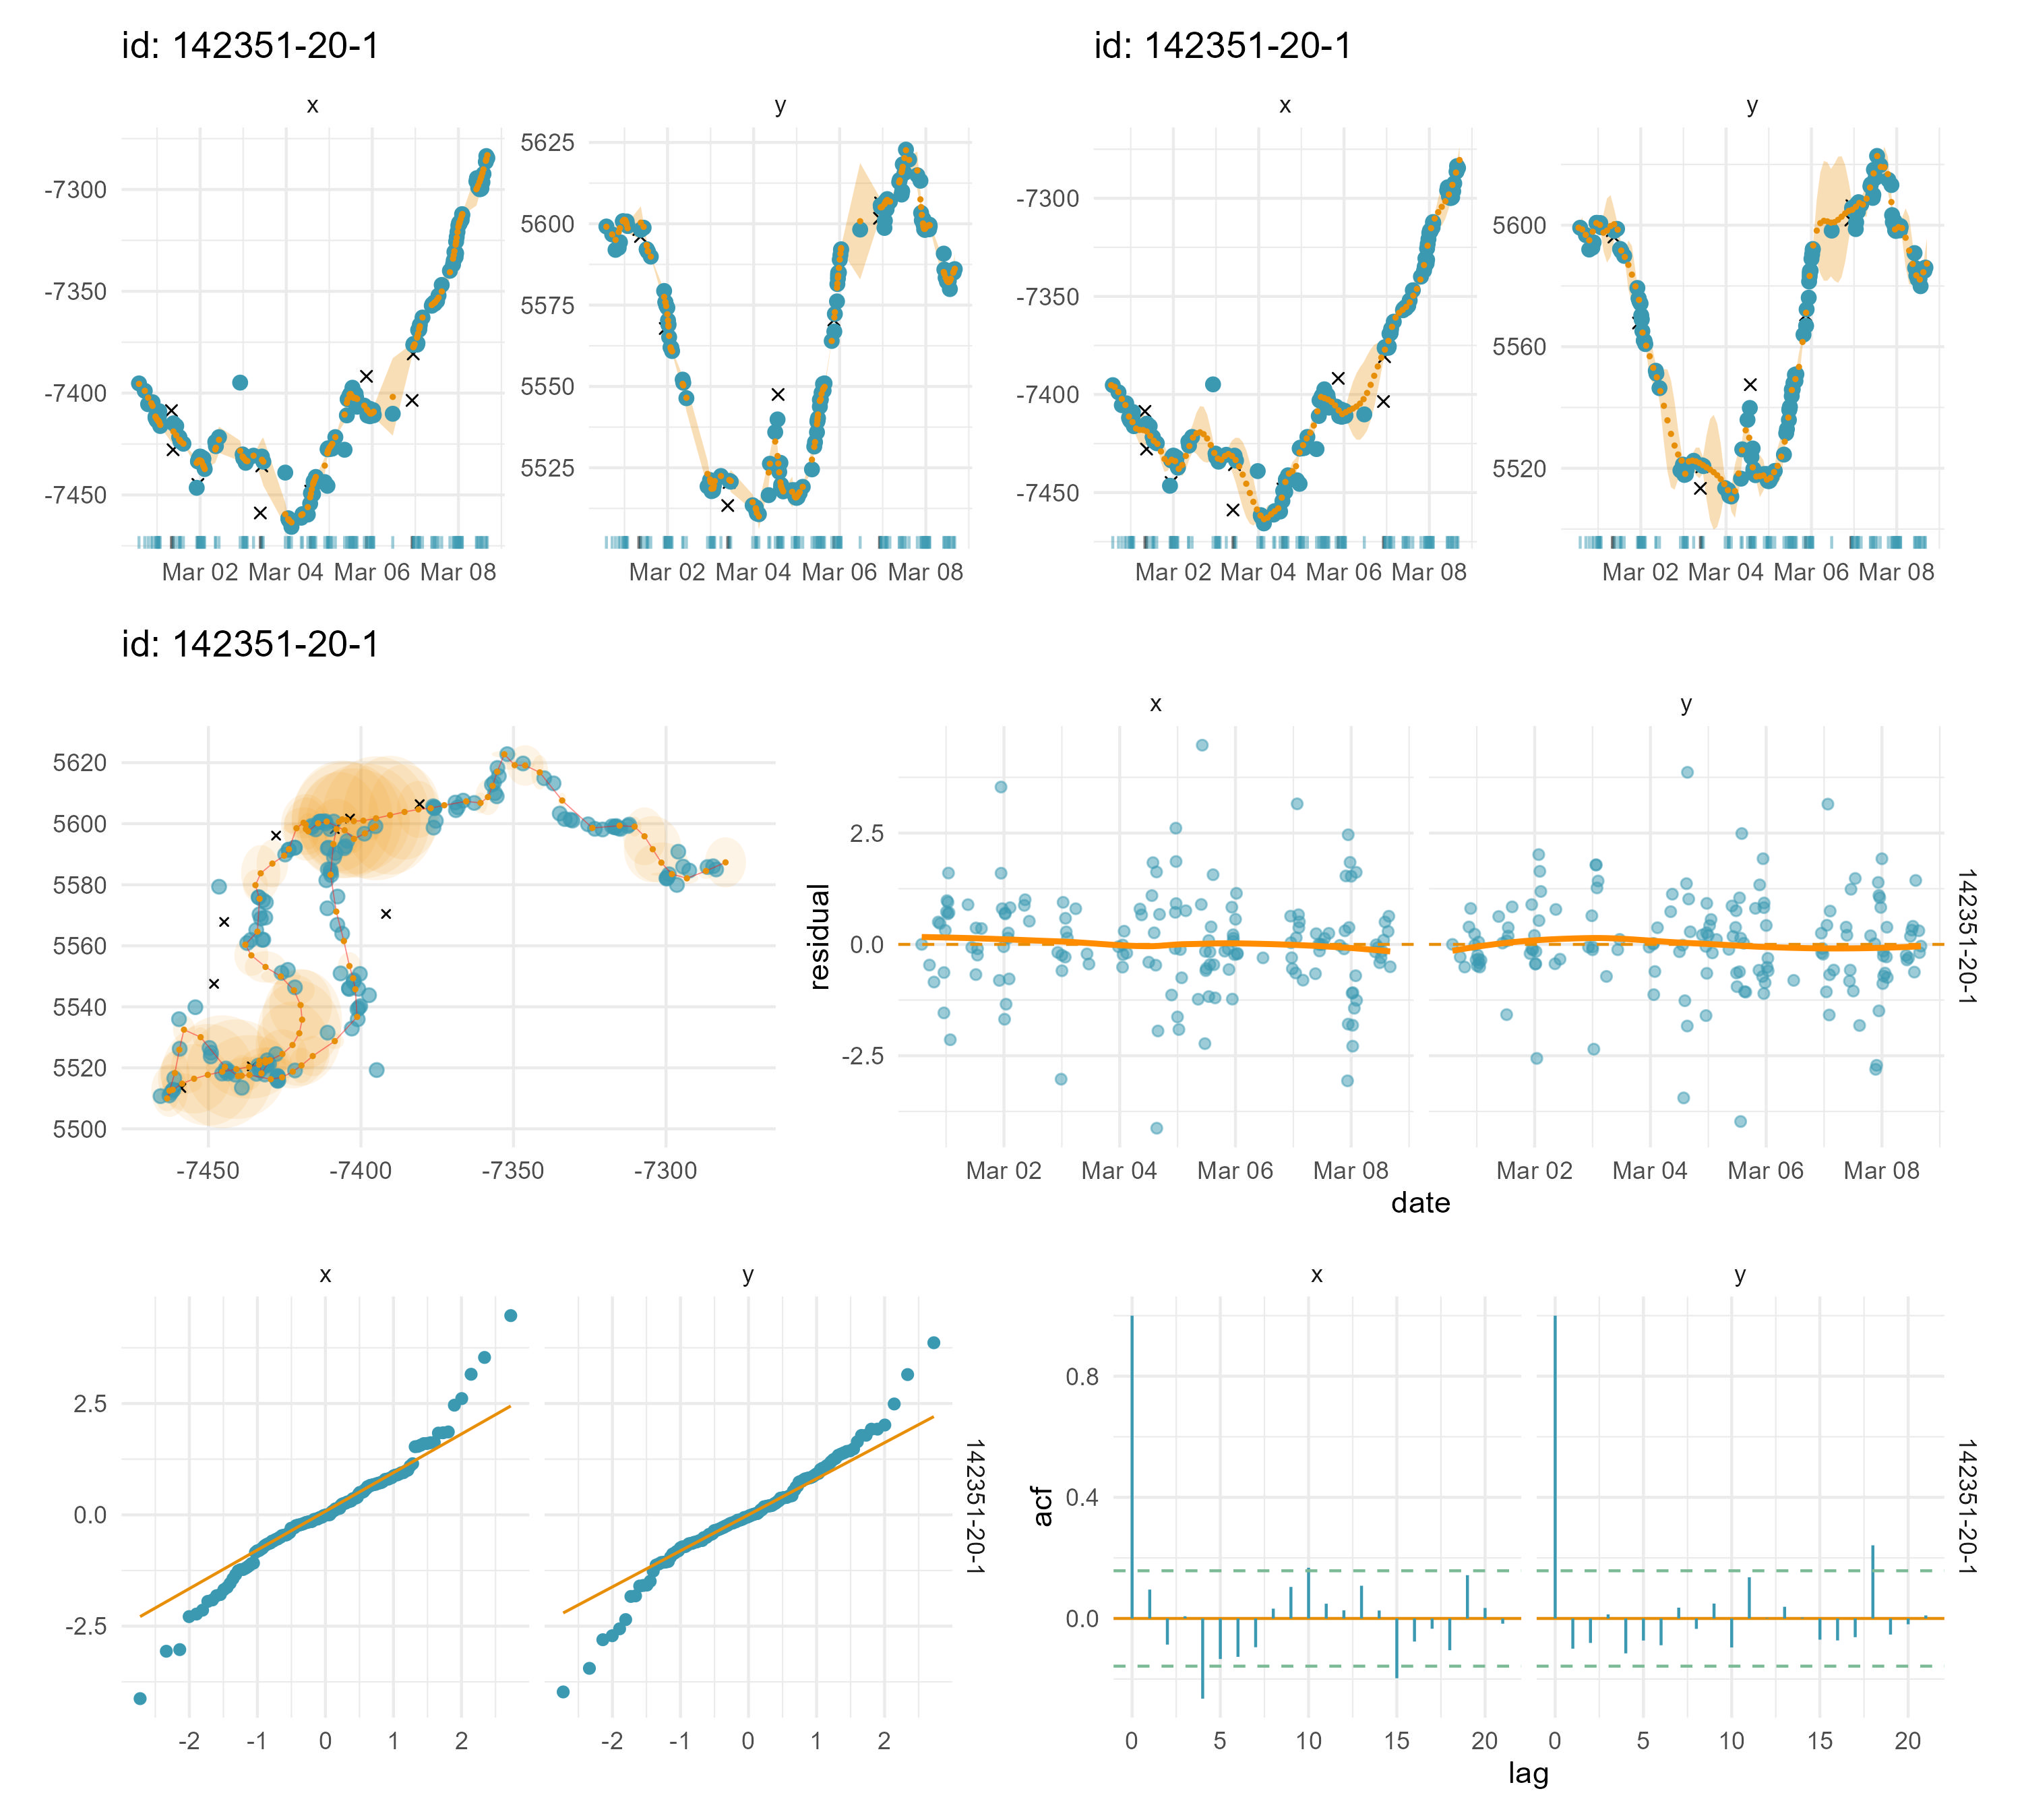 id: 142351-20-1
id: 142351-20-1
x
y
x
y
-7300
-7350
-7400
-7450
5625
5600
5575
5550
5525
-7300
-7350
-7400
-7450
5600
5560
5520
Mar 02 Mar 04 Mar 06 Mar 08
Mar 02 Mar 04 Mar 06 Mar 08
Mar 02 Mar 04 Mar 06 Mar 08
Mar 02 Mar 04 Mar 06 Mar 08
id: 142351-20-1
5620
5600
5580
5560
5540
5520
5500
-7450 -7400 -7350 -7300
x
y
residual
2.5
0.0
-2.5
142351-20-1
Mar 02 Mar 04 Mar 06 Mar 08
Mar 02 Mar 04 Mar 06 Mar 08
date
x
y
2.5
0.0
-2.5
142351-20-1
-2 -1 0 1 2
-2 -1 0 1 2
x
y
acf
0.8
0.4
0.0
142351-20-1
0 5 10 15 20
0 5 10 15 20
lag